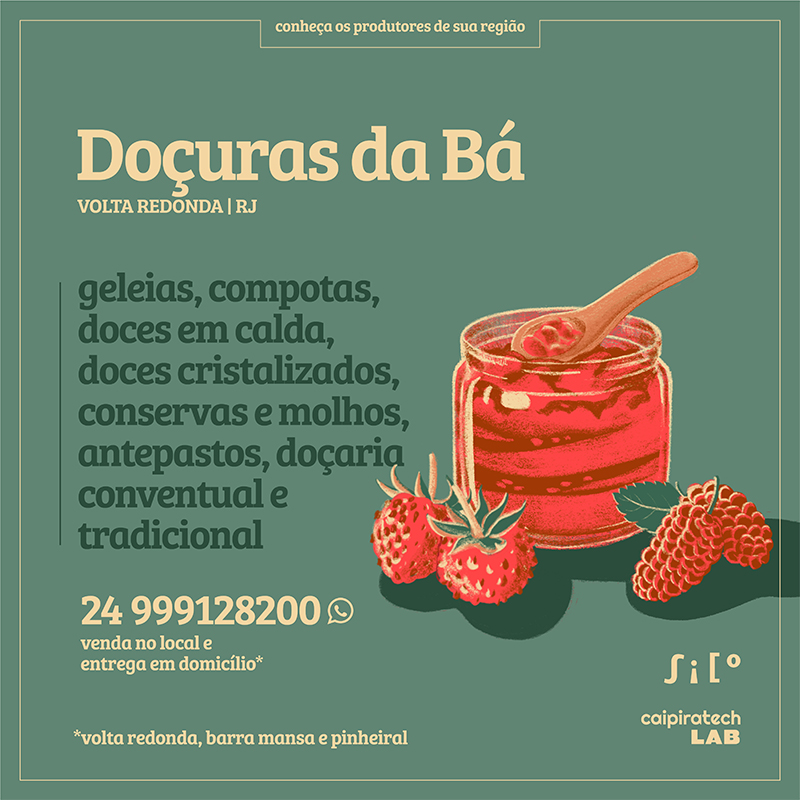 conheça os produtores de sua região
Doçuras da Bá
VOLTA REDONDA | RJ
geleias, compotas,
doces em calda,
doces cristalizados,
conservas e molhos,
antepastos, doçaria
conventual e
tradicional
24 999128200
venda no local e
entrega em domicílio*
*volta redonda, barra mansa e pinheiral
caipiratech
LAB